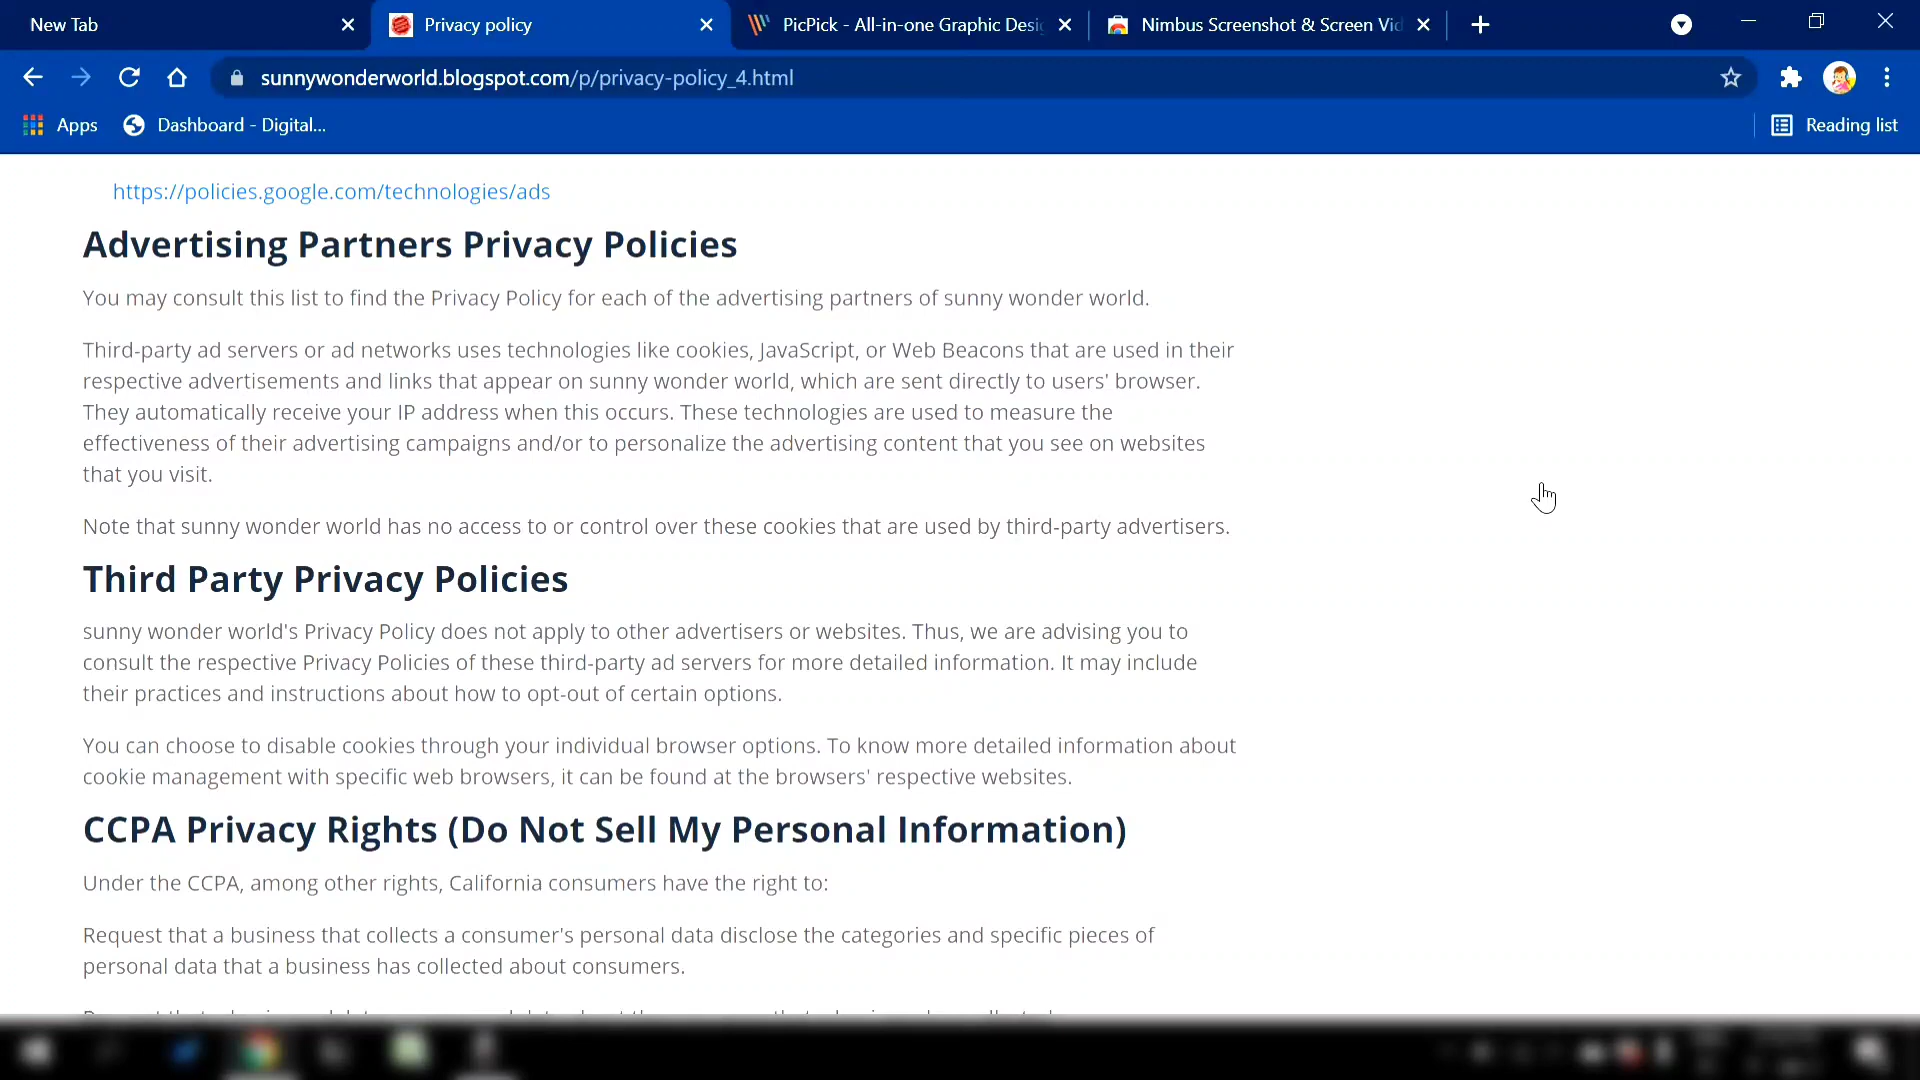 New Tab
Privacy policy
PicPick - All-in-one Graphic Desi
Nimbus Screenshot & Screen Vid
sunnywonderworld.blogspot.com/p/privacy-policy_4.html
Apps
Dashboard - Digital...
Reading list
https://policies.google.com/technologies/ads
Advertising Partners Privacy Policies
You may consult this list to find the Privacy Policy for each of the advertising partners of sunny wonder world.
Third-party ad servers or ad networks uses technologies like cookies, JavaScript, or Web Beacons that are used in their
respective advertisements and links that appear on sunny wonder world, which are sent directly to users' browser.
They automatically receive your IP address when this occurs. These technologies are used to measure the
effectiveness of their advertising campaigns and/or to personalize the advertising content that you see on websites
that you visit.
Note that sunny wonder world has no access to or control over these cookies that are used by third-party advertisers.
Third Party Privacy Policies
sunny wonder world's Privacy Policy does not apply to other advertisers or websites. Thus, we are advising you to
consult the respective Privacy Policies of these third-party ad servers for more detailed information. It may include
their practices and instructions about how to opt-out of certain options.
You can choose to disable cookies through your individual browser options. To know more detailed information about
cookie management with specific web browsers, it can be found at the browsers' respective websites.
CCPA Privacy Rights (Do Not Sell My Personal Information)
Under the CCPA, among other rights, California consumers have the right to:
Request that a business that collects a consumer's personal data disclose the categories and specific pieces of
personal data that a business has collected about consumers.